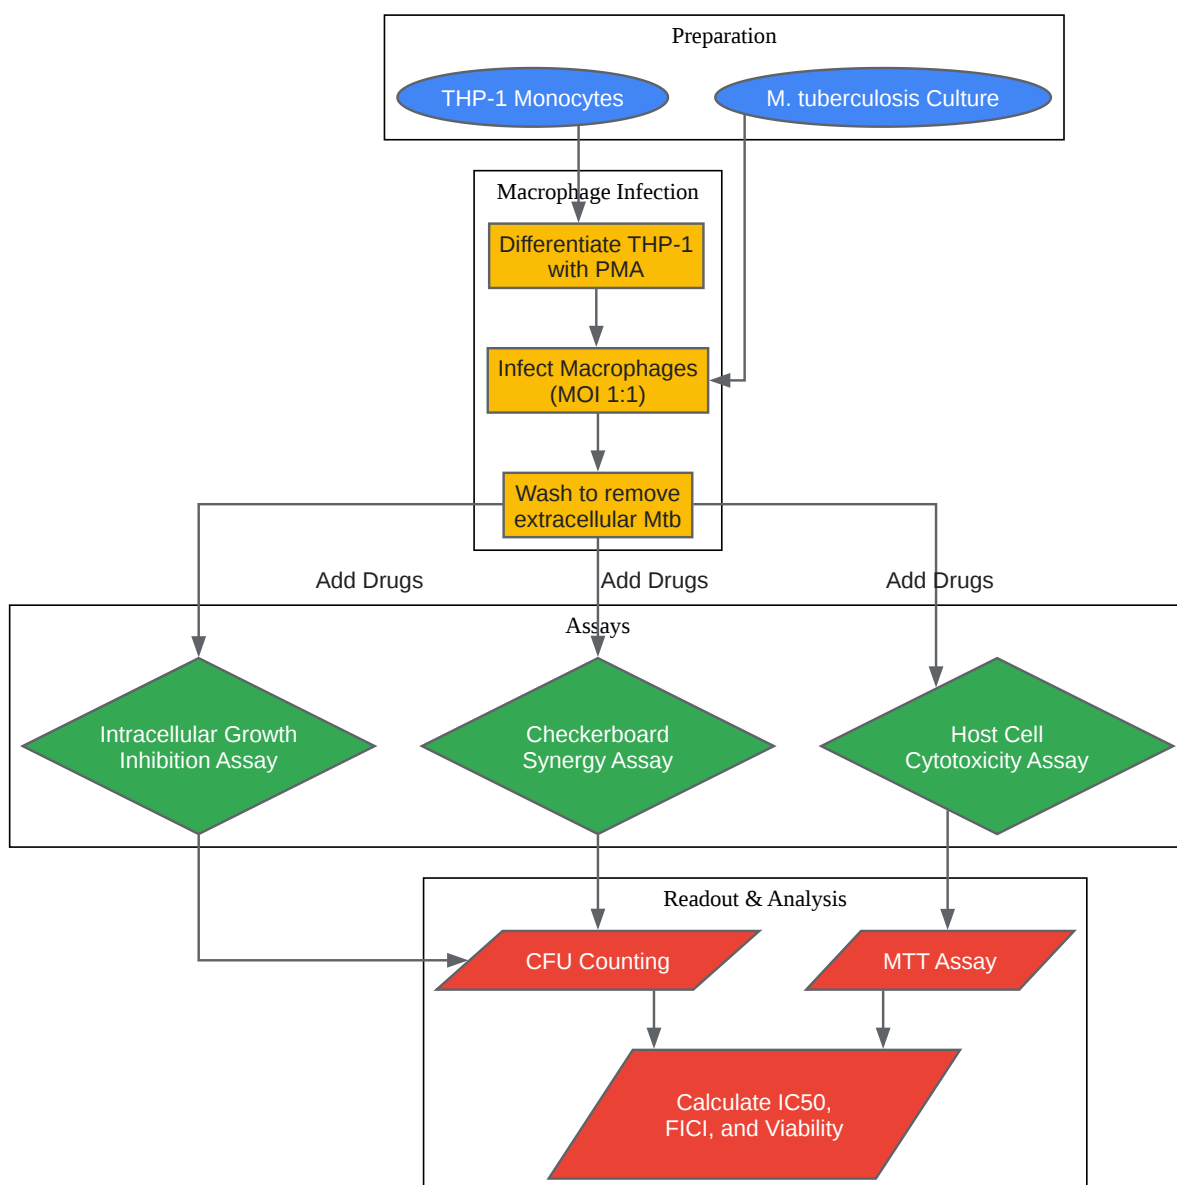 Preparation
THP-1 Monocytes
M. tuberculosis Culture
Macrophage Infection
Differentiate THP-1
with PMA
Infect Macrophages
(MOI 1:1)
Wash to remove
extracellular Mtb
Add Drugs
Add Drugs
Add Drugs
Assays
Intracellular Growth
Inhibition Assay
Checkerboard
Synergy Assay
Host Cell
Cytotoxicity Assay
Readout & Analysis
CFU Counting
MTT Assay
Calculate IC50,
FICI, and Viability